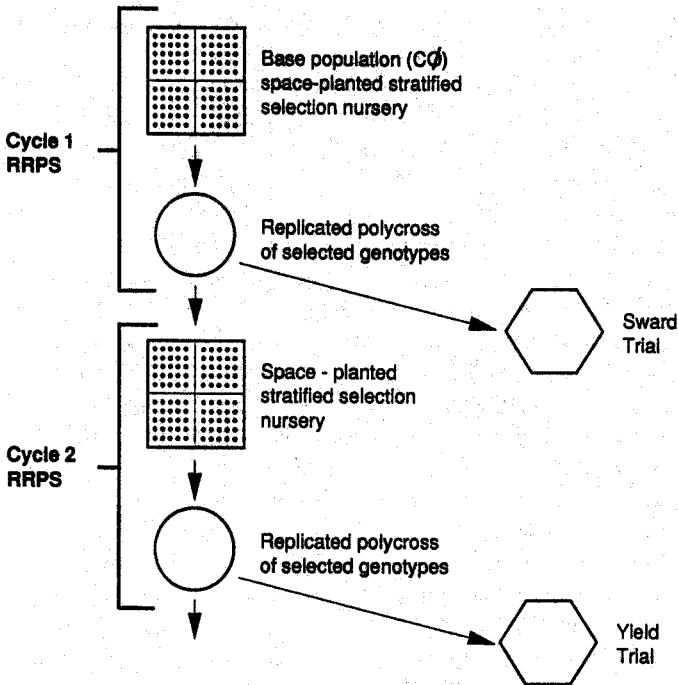 Base population (CØ)
space-planted stratified
selection nursery
Cycle 1
RRPS
Replicated polycross
of selected genotypes
Sward
Trial
Space - planted
stratified selection
nursery
Cycle 2
RRPS
Replicated polycross
of selected genotypes
Yield
Trial